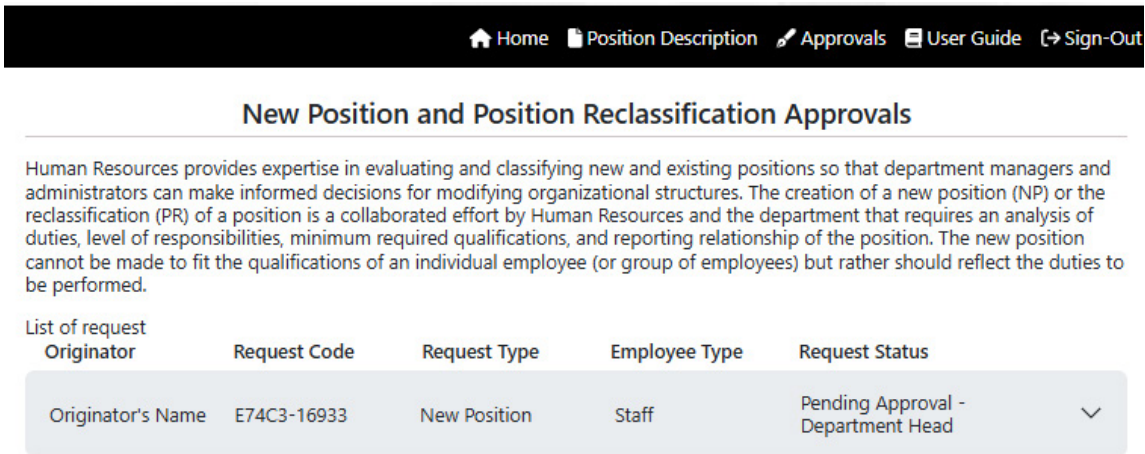 Home Position Description Approvals User Guide Sign-Out
New Position and Position Reclassification Approvals
Human Resources provides expertise in evaluating and classifying new and existing positions so that department managers and
administrators can make informed decisions for modifying organizational structures. The creation of a new position (NP) or the
reclassification (PR) of a position is a collaborated effort by Human Resources and the department that requires an analysis of
duties, level of responsibilities, minimum required qualifications, and reporting relationship of the position. The new position
cannot be made to fit the qualifications of an individual employee (or group of employees) but rather should reflect the duties to
be performed.
List of request
Originator Request Code Request Type Employee Type Request Status
Originator's Name E74C3-16933 New Position Staff Pending Approval -
Department Head